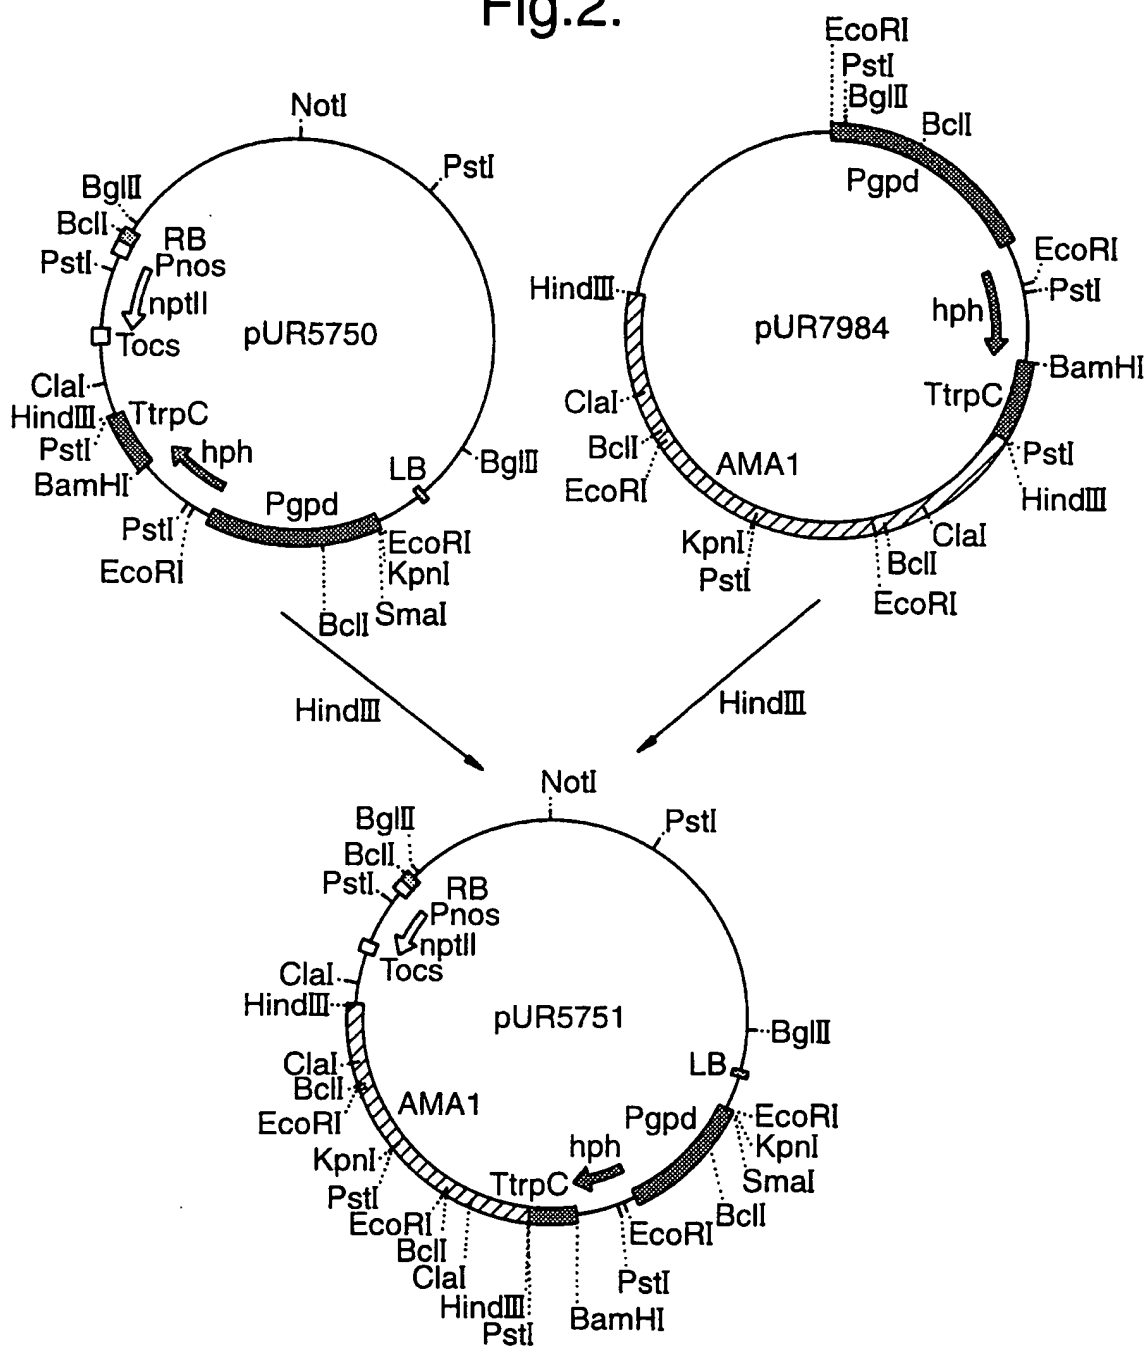 Fig.2.
NotI
PstI
BglII
BclI
PstI
RB
Pnos
nptII
Tocs
pUR5750
ClaI
HindIII
PstI
BamHI
TtrpC
hph
PstI
EcoRI
Pgpd
LB
BglII
EcoRI
KpnI
SmaI
BclI
EcoRI
PstI
BglII
BclI
Pgpd
EcoRI
PstI
hph
BamHI
TtrpC
PstI
HindIII
pUR7984
HindIII
ClaI
BclI
EcoRI
AMA1
KpnI
PstI
ClaI
BclI
EcoRI
HindIII
HindIII
NotI
PstI
BglII
BclI
PstI
RB
Pnos
nptII
Tocs
ClaI
HindIII
pUR5751
BglII
LB
ClaI
BclI
EcoRI
AMA1
Pgpd
EcoRI
KpnI
SmaI
hph
KpnI
PstI
TtrpC
EcoRI
BclI
ClaI
HindIII
PstI
BclI
EcoRI
PstI
BamHI